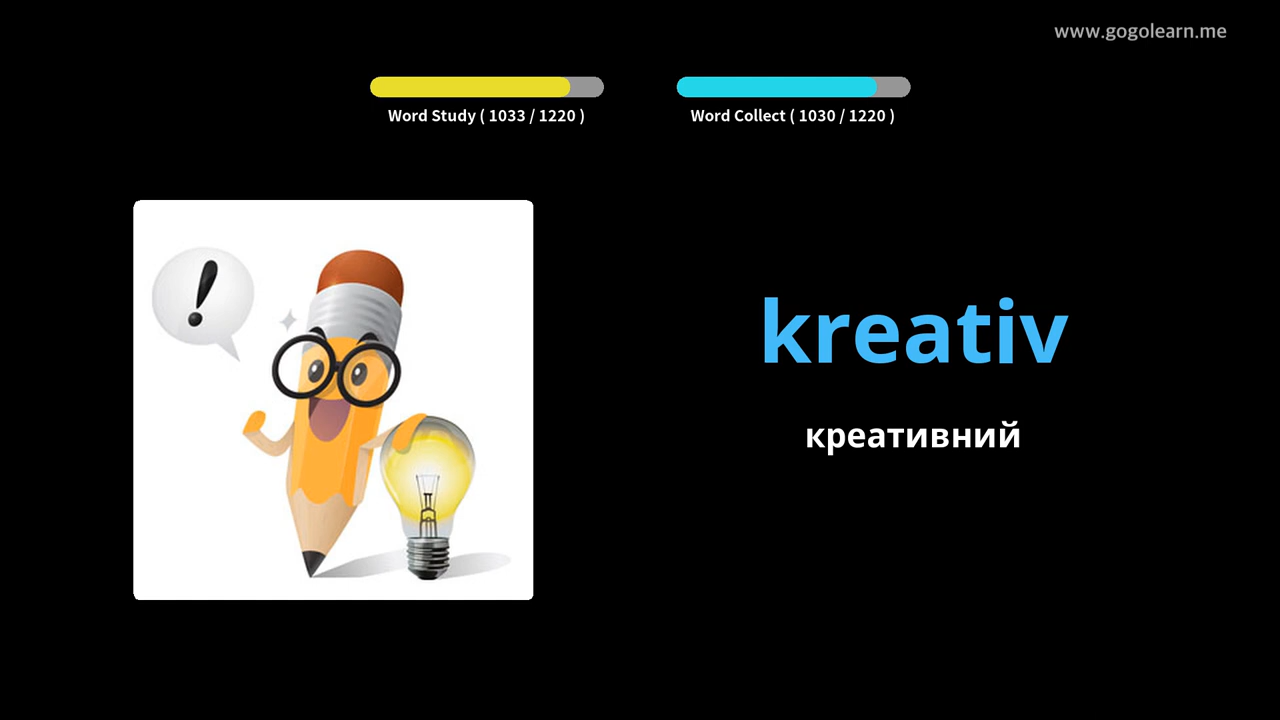 www.gogolearn.me
Word Study ( 1033 / 1220 )
Word Collect ( 1030 / 1220 )
!
kreativ
креативний